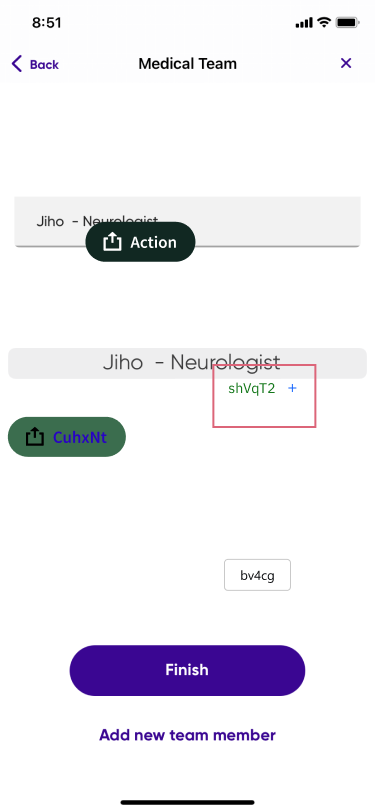 8:51
Back
Medical Team
Jiho - Neurologist
Action
Jiho - Neurologist
shVqT2 +
CuhxNt
bv4cg
Finish
Add new team member